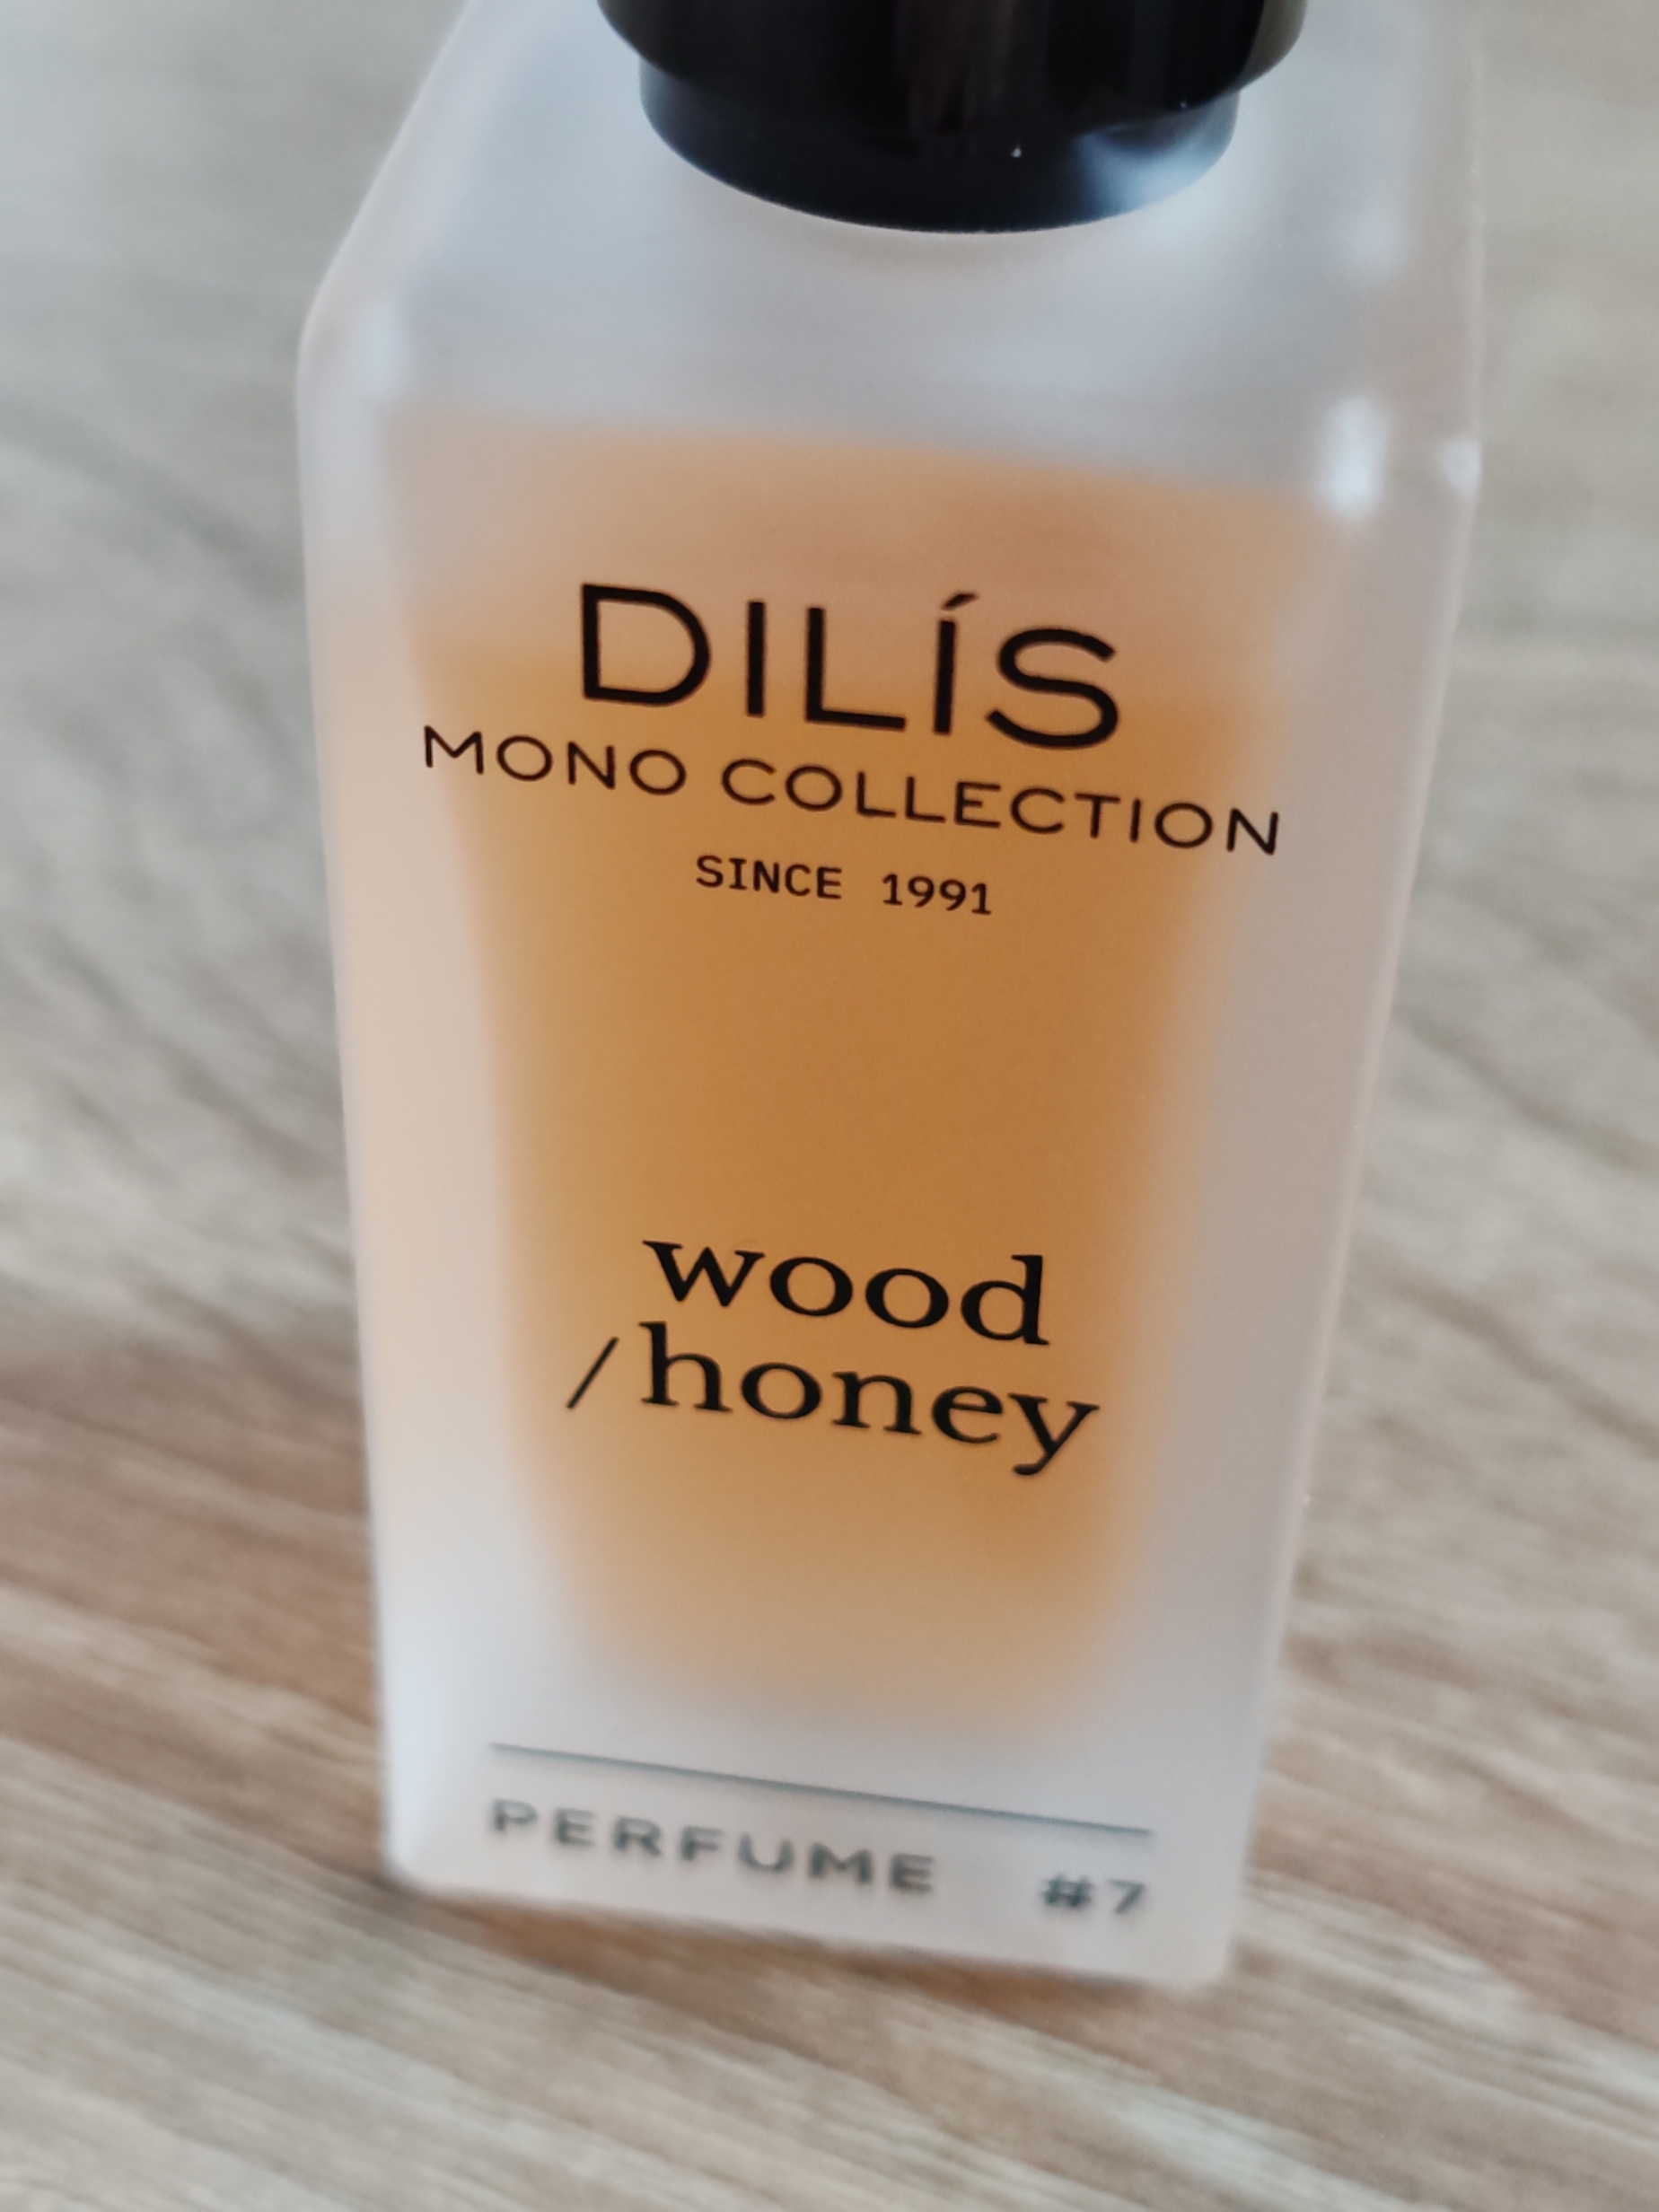 DILÍS
MONO COLLECTION
SINCE 1991
wood
/honey
PERFUME #7